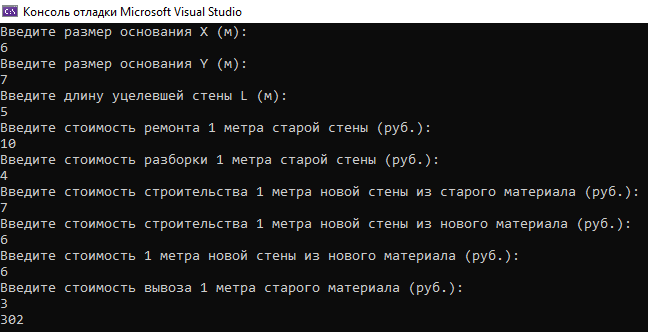 C:\ Консоль отладки Microsoft Visual Studio
Введите размер основания X (м):
6
Введите размер основания Y (м):
7
Введите длину уцелевшей стены L (м):
5
Введите стоимость ремонта 1 метра старой стены (руб.):
10
Введите стоимость разборки 1 метра старой стены (руб.):
4
Введите стоимость строительства 1 метра новой стены из старого материала (руб.):
7
Введите стоимость строительства 1 метра новой стены из нового материала (руб.):
6
Введите стоимость 1 метра новой стены из нового материала (руб.):
6
Введите стоимость вывоза 1 метра старого материала (руб.):
3
302